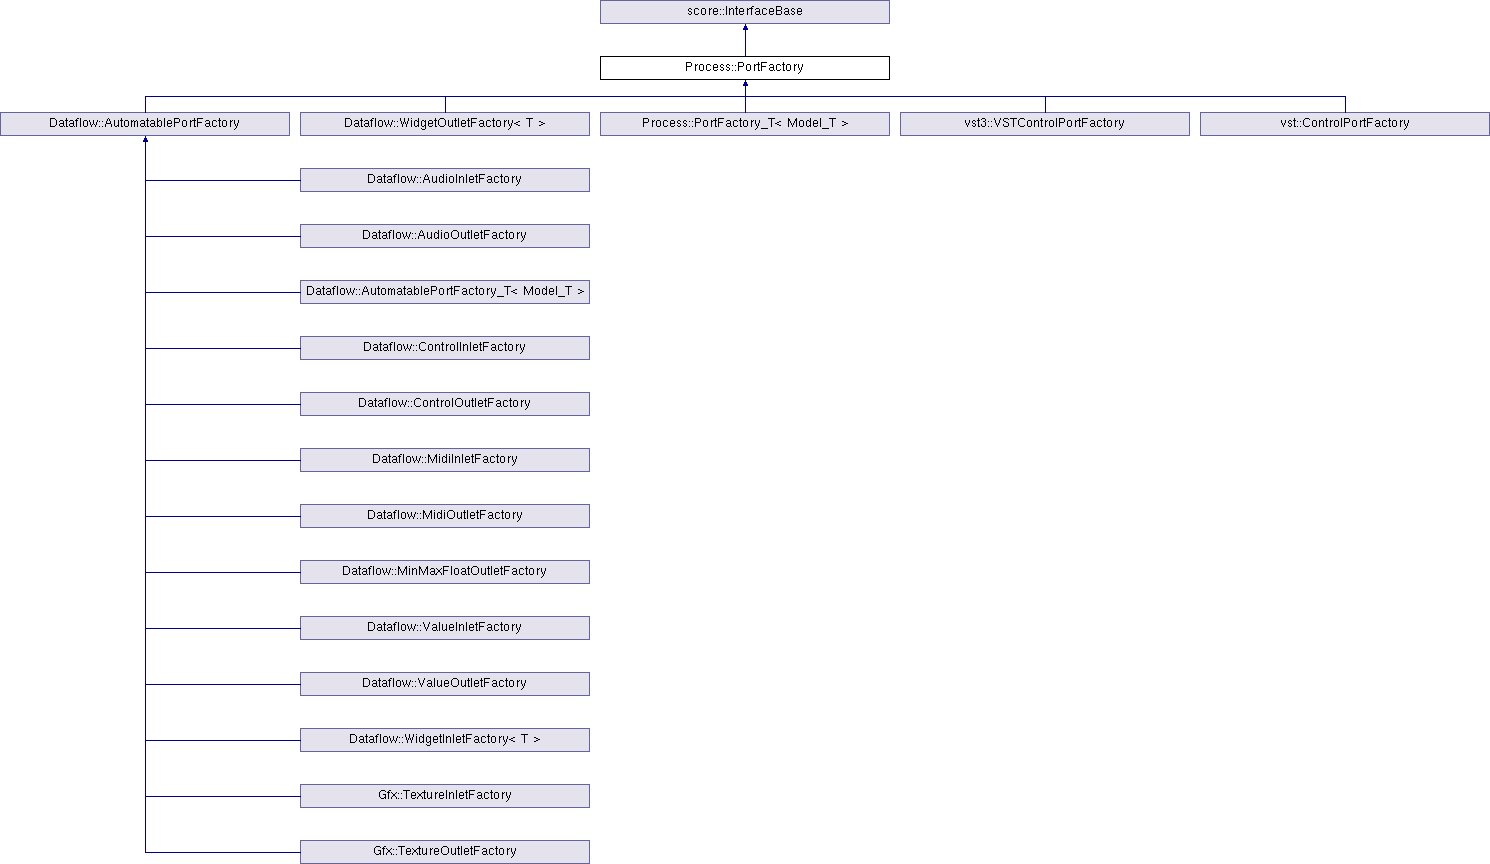 score::InterfaceBase
Process::PortFactory
Dataflow::AutomatablePortFactory
Dataflow::WidgetOutletFactory< T >
Process::PortFactory_T< Model_T >
vst3::VSTControlPortFactory
vst::ControlPortFactory
Dataflow::AudioInletFactory
Dataflow::AudioOutletFactory
Dataflow::AutomatablePortFactory_T< Model_T >
Dataflow::ControlInletFactory
Dataflow::ControlOutletFactory
Dataflow::MidiInletFactory
Dataflow::MidiOutletFactory
Dataflow::MinMaxFloatOutletFactory
Dataflow::ValueInletFactory
Dataflow::ValueOutletFactory
Dataflow::WidgetInletFactory< T >
Gfx::TextureInletFactory
Gfx::TextureOutletFactory